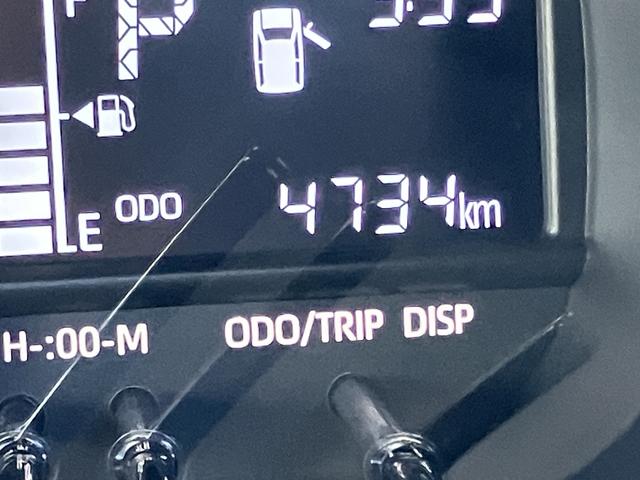 P
ODO 4734km
E
H-:00-M ODO/TRIP DISP